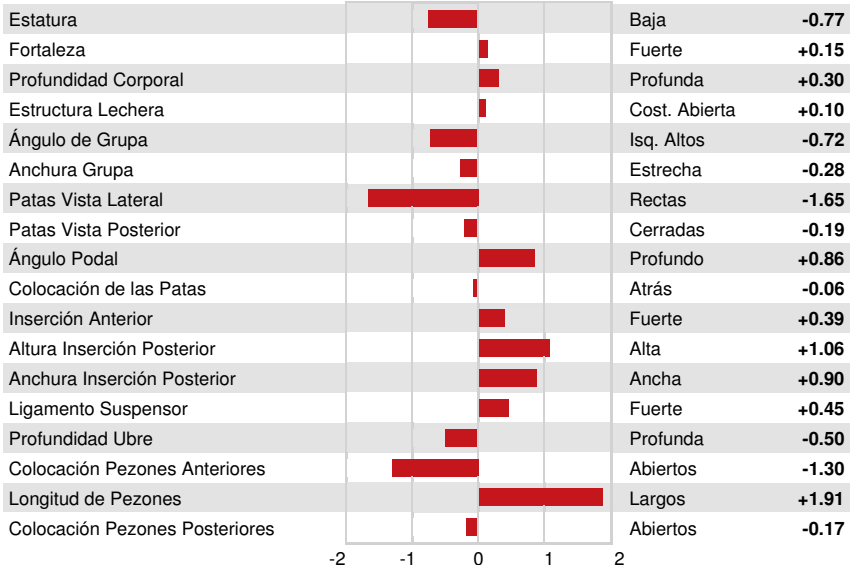 Estatura Baja -0.77
Fortaleza Fuerte +0.15
Profundidad Corporal Profunda +0.30
Estructura Lechera Cost. Abierta +0.10
Ángulo de Grupa Isq. Altos -0.72
Anchura Grupa Estrecha -0.28
Patas Vista Lateral Rectas -1.65
Patas Vista Posterior Cerradas -0.19
Ángulo Podal Profundo +0.86
Colocación de las Patas Atrás -0.06
Inserción Anterior Fuerte +0.39
Altura Inserción Posterior Alta +1.06
Anchura Inserción Posterior Ancha +0.90
Ligamento Suspensor Fuerte +0.45
Profundidad Ubre Profunda -0.50
Colocación Pezones Anteriores Abiertos -1.30
Longitud de Pezones Largos +1.91
Colocación Pezones Posteriores Abiertos -0.17
-2 -1 0 1 2